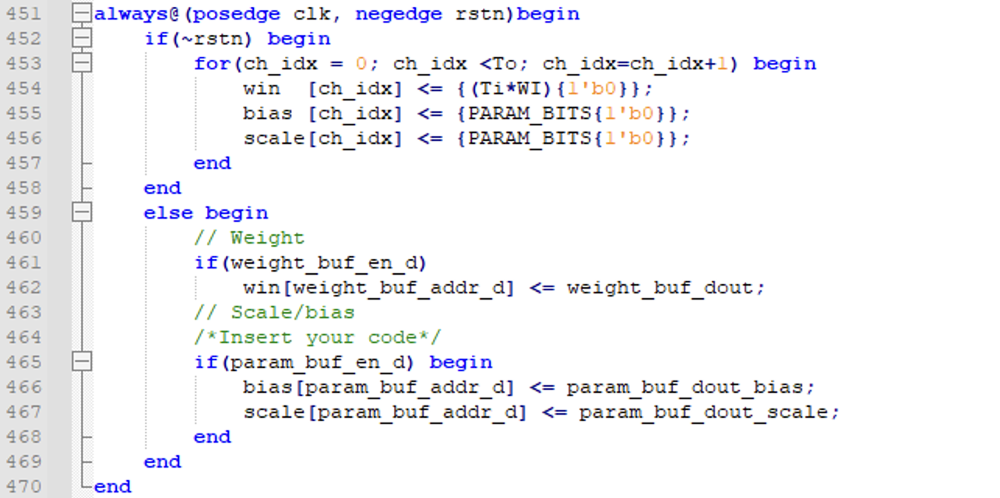 451 always@(posedge clk, negedge rstn)begin
452     if(~rstn) begin
453         for(ch_idx = 0; ch_idx <To; ch_idx=ch_idx+1) begin
454             win  [ch_idx] <= {(Ti*WI){1'b0}};
455             bias [ch_idx] <= {PARAM_BITS{1'b0}};
456             scale[ch_idx] <= {PARAM_BITS{1'b0}};
457         end
458     end
459     else begin
460         // Weight
461         if(weight_buf_en_d)
462             win[weight_buf_addr_d] <= weight_buf_dout;
463         // Scale/bias
464         /*Insert your code*/
465         if(param_buf_en_d) begin
466             bias[param_buf_addr_d] <= param_buf_dout_bias;
467             scale[param_buf_addr_d] <= param_buf_dout_scale;
468         end
469     end
470 end